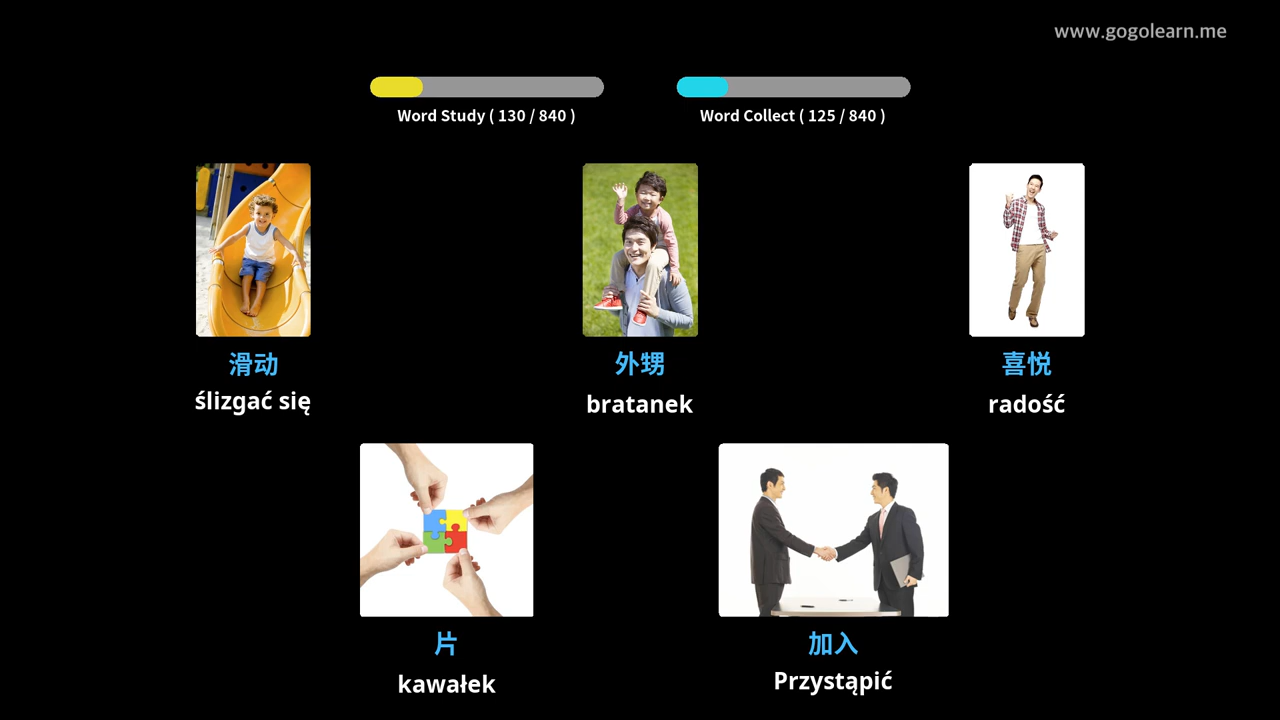 www.gogolearn.me
Word Study ( 130 / 840 )
Word Collect ( 125 / 840 )
滑动
ślizgać się
外甥
bratanek
喜悦
radość
片
kawałek
加入
Przystąpić